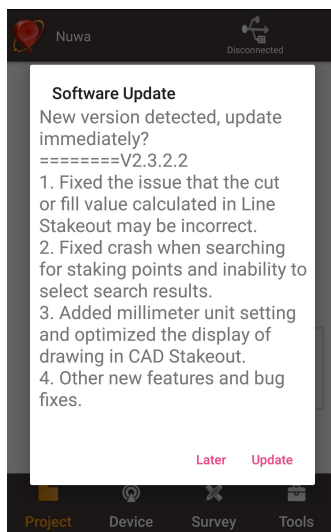 Nuwa
Disconnected
Software Update
New version detected, update
immediately?
========V2.3.2.2
1. Fixed the issue that the cut
or fill value calculated in Line
Stakeout may be incorrect.
2. Fixed crash when searching
for staking points and inability to
select search results.
3. Added millimeter unit setting
and optimized the display of
drawing in CAD Stakeout.
4. Other new features and bug
fixes.
Later Update
Project Device Survey Tools